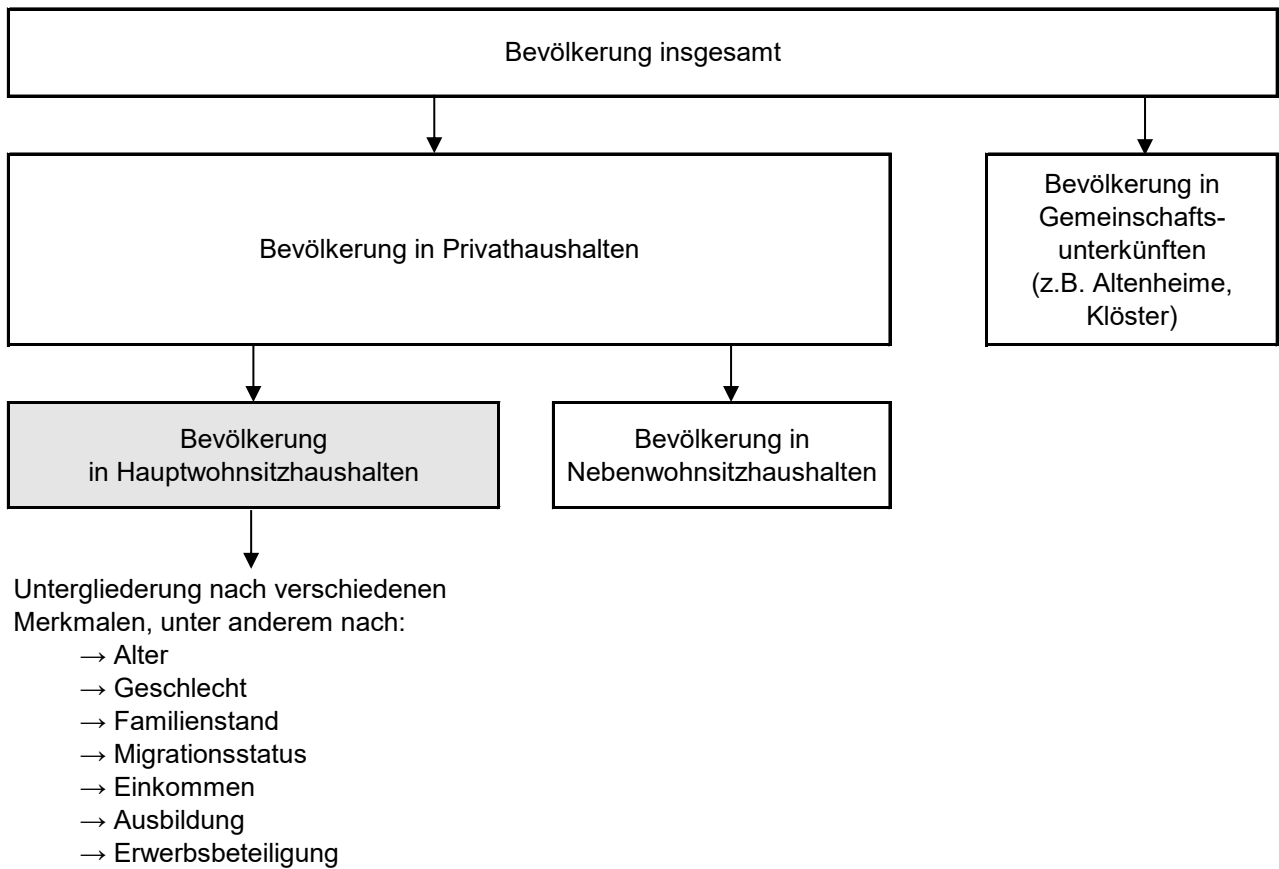 Bevölkerung insgesamt
Bevölkerung in Privathaushalten
Bevölkerung in
Gemeinschafts-
unterkünften
(z.B. Altenheime,
Klöster)
Bevölkerung
in Hauptwohnsitzhaushalten
Bevölkerung in
Nebenwohnsitzhaushalten
Untergliederung nach verschiedenen
Merkmalen, unter anderem nach:
→ Alter
→ Geschlecht
→ Familienstand
→ Migrationsstatus
→ Einkommen
→ Ausbildung
→ Erwerbsbeteiligung